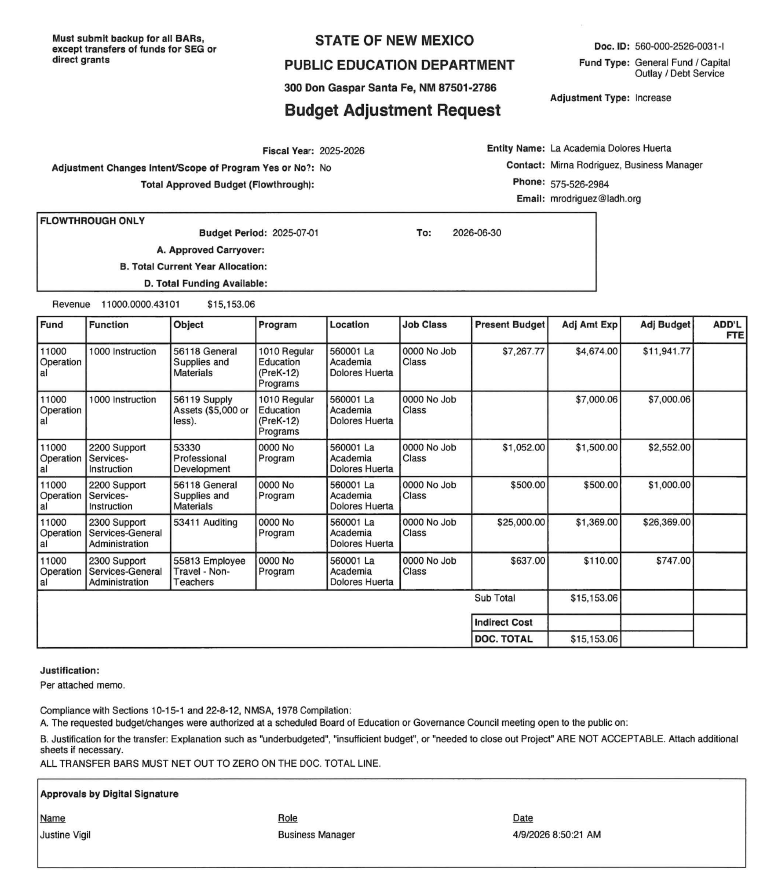 Must submit backup for all BARs,
except transfers of funds for SEG or
direct grants
STATE OF NEW MEXICO
PUBLIC EDUCATION DEPARTMENT
300 Don Gaspar Santa Fe, NM 87501-2786
Budget Adjustment Request
Doc. ID: 560-000-2526-0031-I
Fund Type: General Fund / Capital
Outlay / Debt Service
Adjustment Type: Increase
Fiscal Year: 2025-2026
Adjustment Changes Intent/Scope of Program Yes or No?: No
Total Approved Budget (Flowthrough):
Entity Name: La Academia Dolores Huerta
Contact: Mirna Rodriguez, Business Manager
Phone: 575-526-2984
Email: mrodriguez@ladh.org
FLOWTHROUGH ONLY
Budget Period: 2025-07-01 To: 2026-06-30
A. Approved Carryover:
B. Total Current Year Allocation:
D. Total Funding Available:
Revenue 11000.0000.43101 $15,153.06
Fund Function Object Program Location Job Class Present Budget Adj Amt Exp Adj Budget ADD'L
FTE
11000 1000 Instruction 56118 General 1010 Regular 560001 La 0000 No Job $7,267.77 $4,674.00 $11,941.77
Operation Supplies and Education Academia Class
al Materials (PreK-12) Dolores Huerta
Programs
11000 1000 Instruction 56119 Supply 1010 Regular 560001 La 0000 No Job $7,000.06 $7,000.06
Operation Assets ($5,000 or Education Academia Class
al less). (PreK-12) Dolores Huerta
Programs
11000 2200 Support 53330 0000 No 560001 La 0000 No Job $1,052.00 $1,500.00 $2,552.00
Operation Services- Professional Program Academia Class
al Instruction Development Dolores Huerta
11000 2200 Support 56118 General 0000 No 560001 La 0000 No Job $500.00 $500.00 $1,000.00
Operation Services- Supplies and Program Academia Class
al Instruction Materials Dolores Huerta
11000 2300 Support 53411 Auditing 0000 No 560001 La 0000 No Job $25,000.00 $1,369.00 $26,369.00
Operation Services-General Program Academia Class
al Administration Dolores Huerta
11000 2300 Support 55813 Employee 0000 No 560001 La 0000 No Job $637.00 $110.00 $747.00
Operation Services-General Travel - Non- Program Academia Class
al Administration Teachers Dolores Huerta
Sub Total $15,153.06
Indirect Cost
DOC. TOTAL $15,153.06
Justification:
Per attached memo.
Compliance with Sections 10-15-1 and 22-8-12, NMSA, 1978 Compilation:
A. The requested budget/changes were authorized at a scheduled Board of Education or Governance Council meeting open to the public on:
B. Justification for the transfer: Explanation such as "underbudgeted", "insufficient budget", or "needed to close out Project" ARE NOT ACCEPTABLE. Attach additional
sheets if necessary.
ALL TRANSFER BARS MUST NET OUT TO ZERO ON THE DOC. TOTAL LINE.
Approvals by Digital Signature
Name Role Date
Justine Vigil Business Manager 4/9/2026 8:50:21 AM